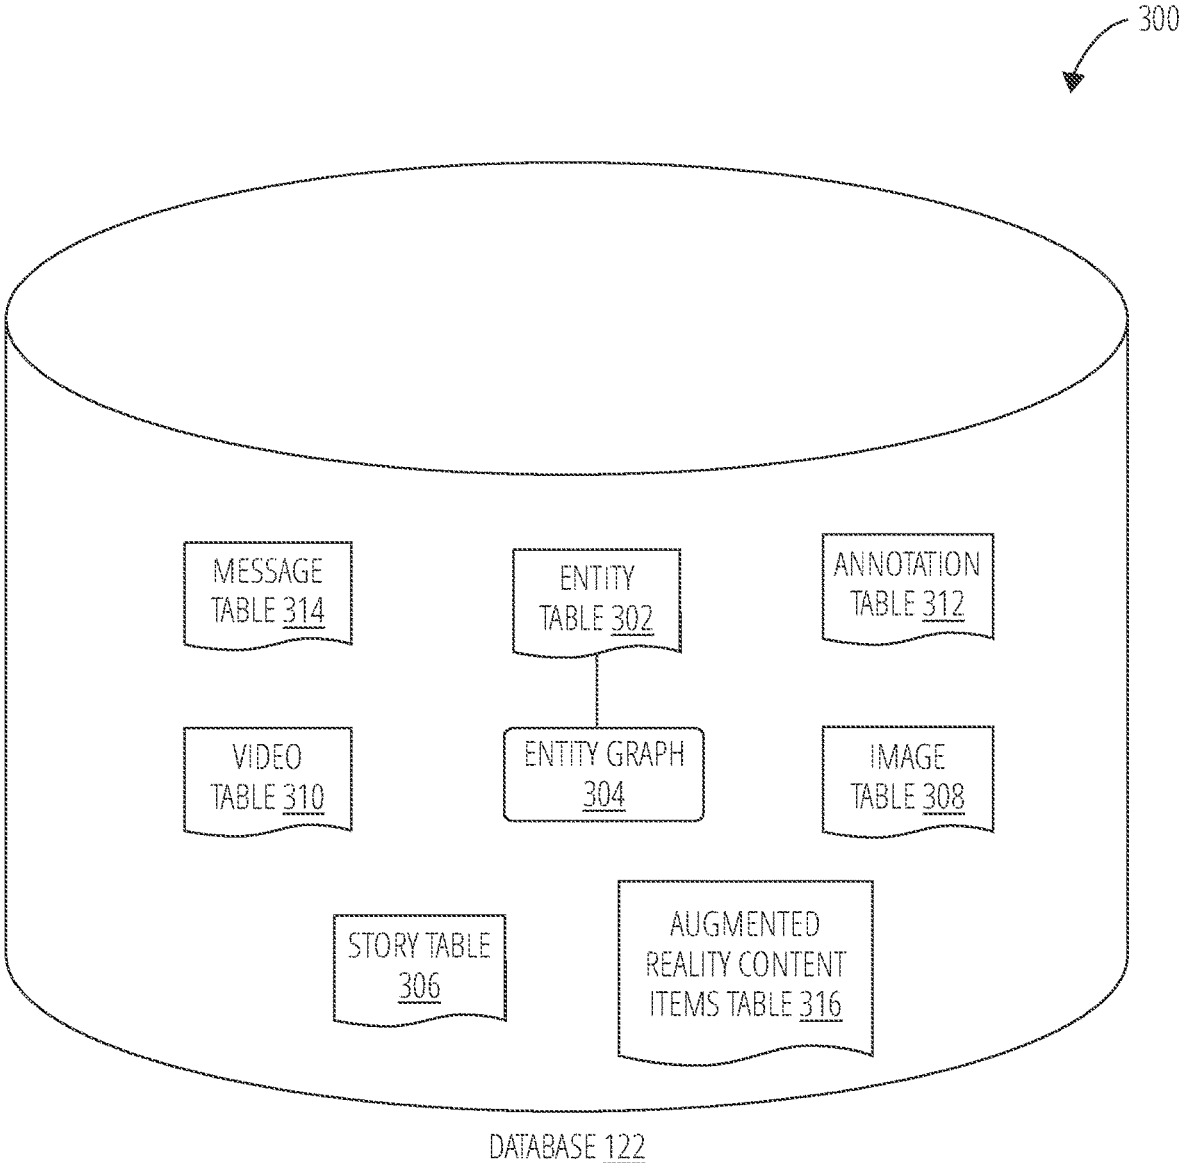 300
MESSAGE
TABLE 314
ENTITY
TABLE 302
ANNOTATION
TABLE 312
VIDEO
TABLE 310
ENTITY GRAPH
304
IMAGE
TABLE 308
STORY TABLE
306
AUGMENTED
REALITY CONTENT
ITEMS TABLE 316
DATABASE 122